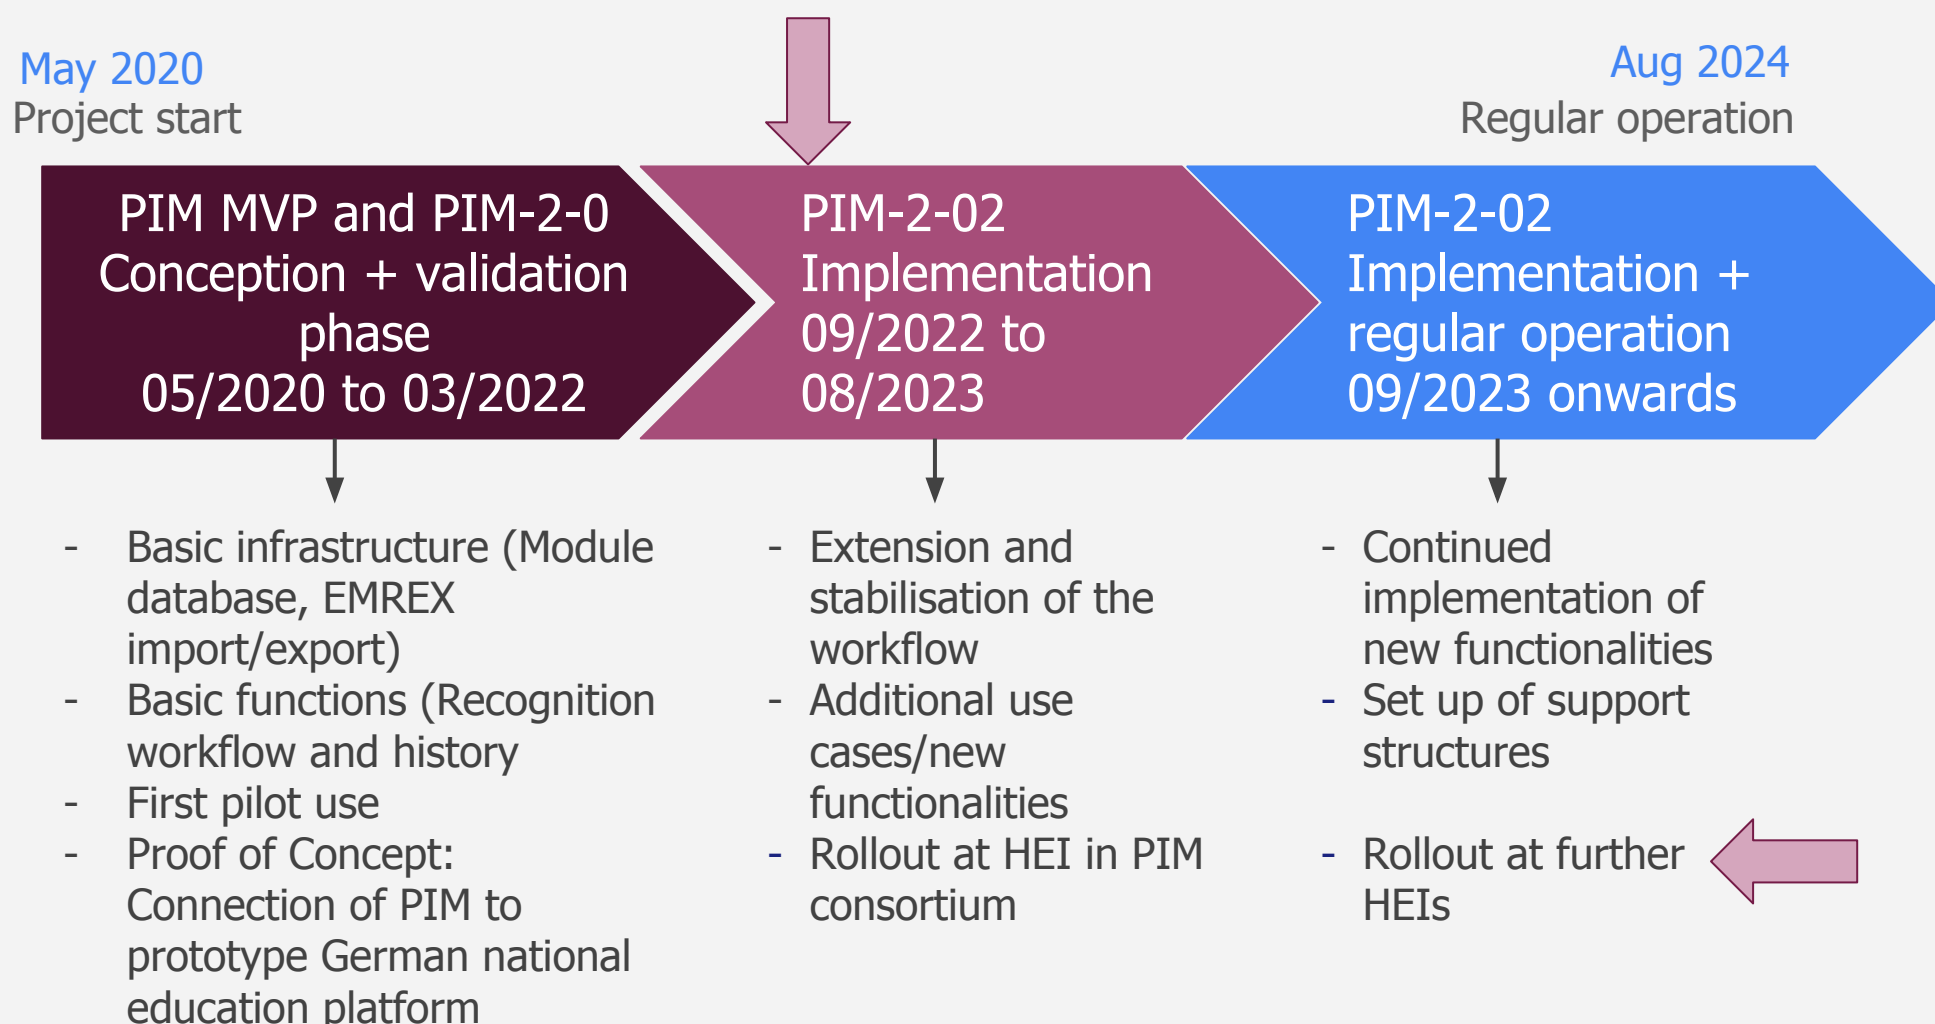 May 2020
Project start
Aug 2024
Regular operation
PIM MVP and PIM-2-0
Conception + validation
phase
05/2020 to 03/2022
PIM-2-02
Implementation
09/2022 to
08/2023
PIM-2-02
Implementation +
regular operation
09/2023 onwards
- Basic infrastructure (Module
database, EMREX
import/export)
- Basic functions (Recognition
workflow and history
- First pilot use
- Proof of Concept:
Connection of PIM to
prototype German national
education platform
- Extension and
stabilisation of the
workflow
- Additional use
cases/new
functionalities
- Rollout at HEI in PIM
consortium
- Continued
implementation of
new functionalities
- Set up of support
structures
- Rollout at further
HEIs